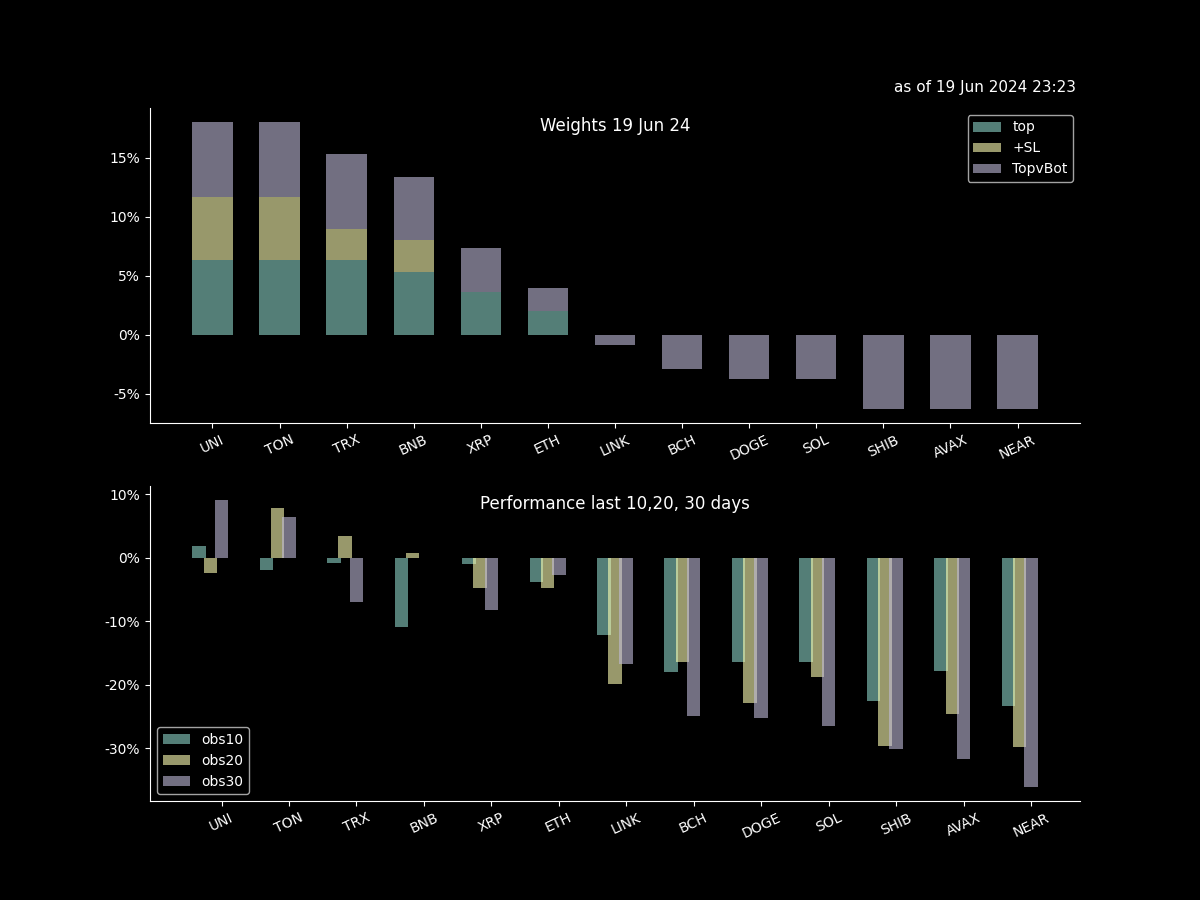 as of 19 Jun 2024 23:23
Weights 19 Jun 24
top
+SL
TopvBot
15%
10%
5%
0%
-5%
UNI TON TRX BNB XRP ETH LINK BCH DOGE SOL SHIB AVAX NEAR
Performance last 10,20, 30 days
10%
0%
-10%
-20%
-30%
obs10
obs20
obs30
UNI TON TRX BNB XRP ETH LINK BCH DOGE SOL SHIB AVAX NEAR